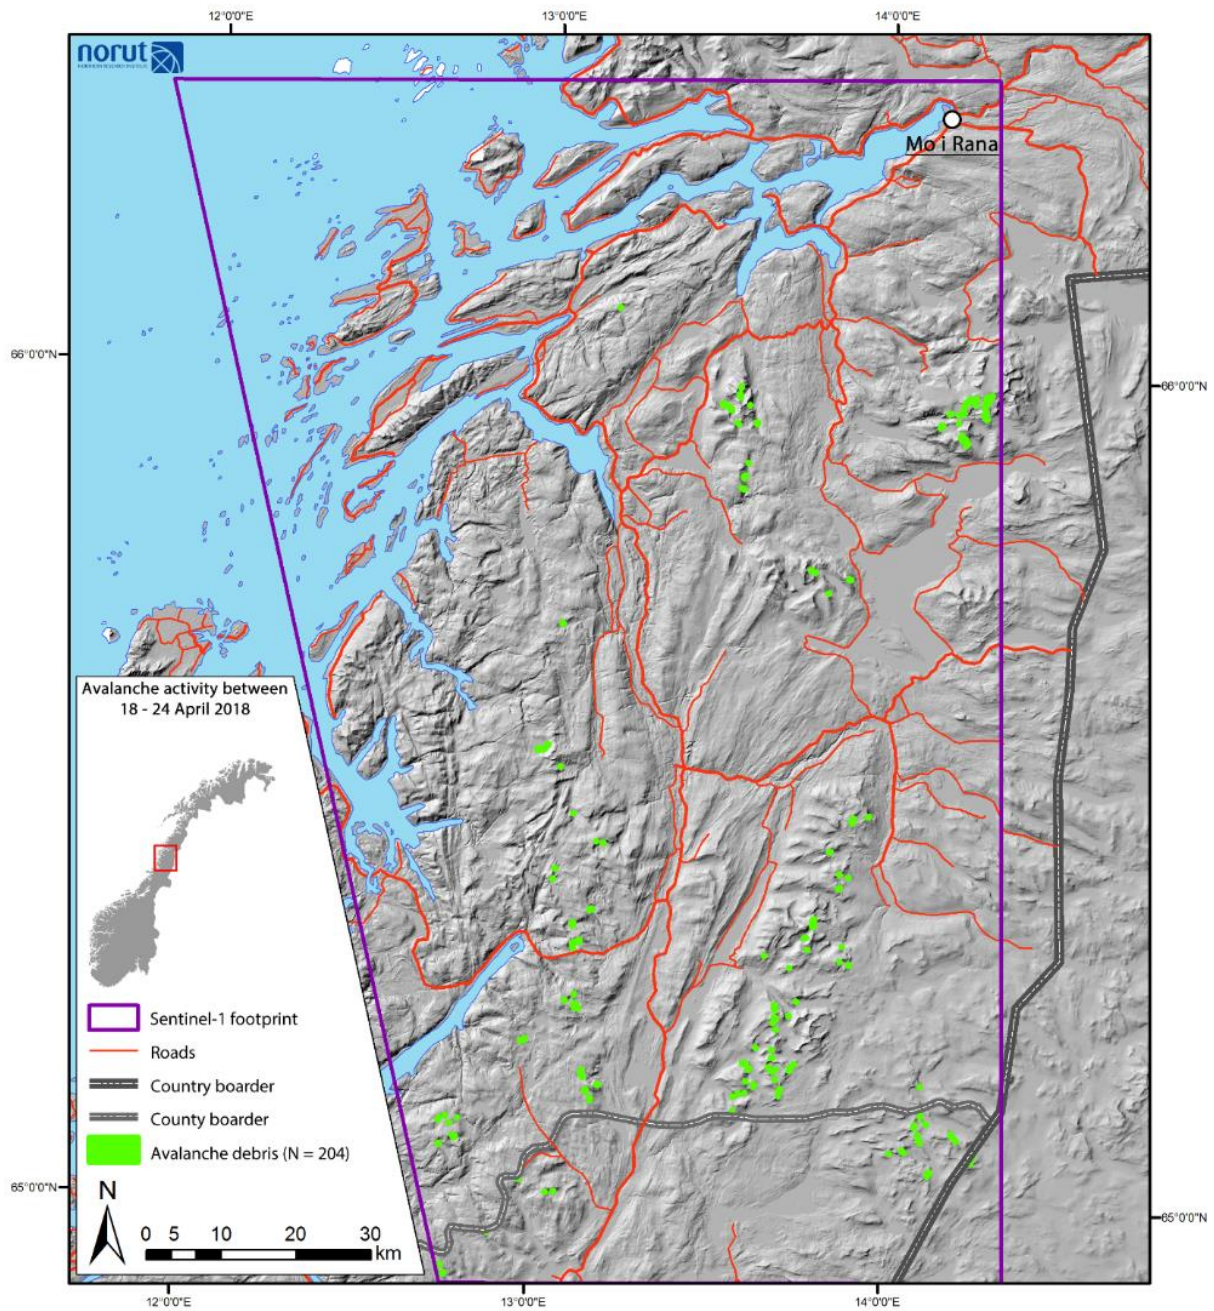 12°0'0"E 13°0'0"E 14°0'0"E
norut
Mo i Rana
66°0'0"N
66°0'0"N
Avalanche activity between
18 - 24 April 2018
Sentinel-1 footprint
Roads
Country boarder
County boarder
Avalanche debris (N = 204)
65°0'0"N
65°0'0"N
N
0 5 10 20 30
km
12°0'0"E 13°0'0"E 14°0'0"E